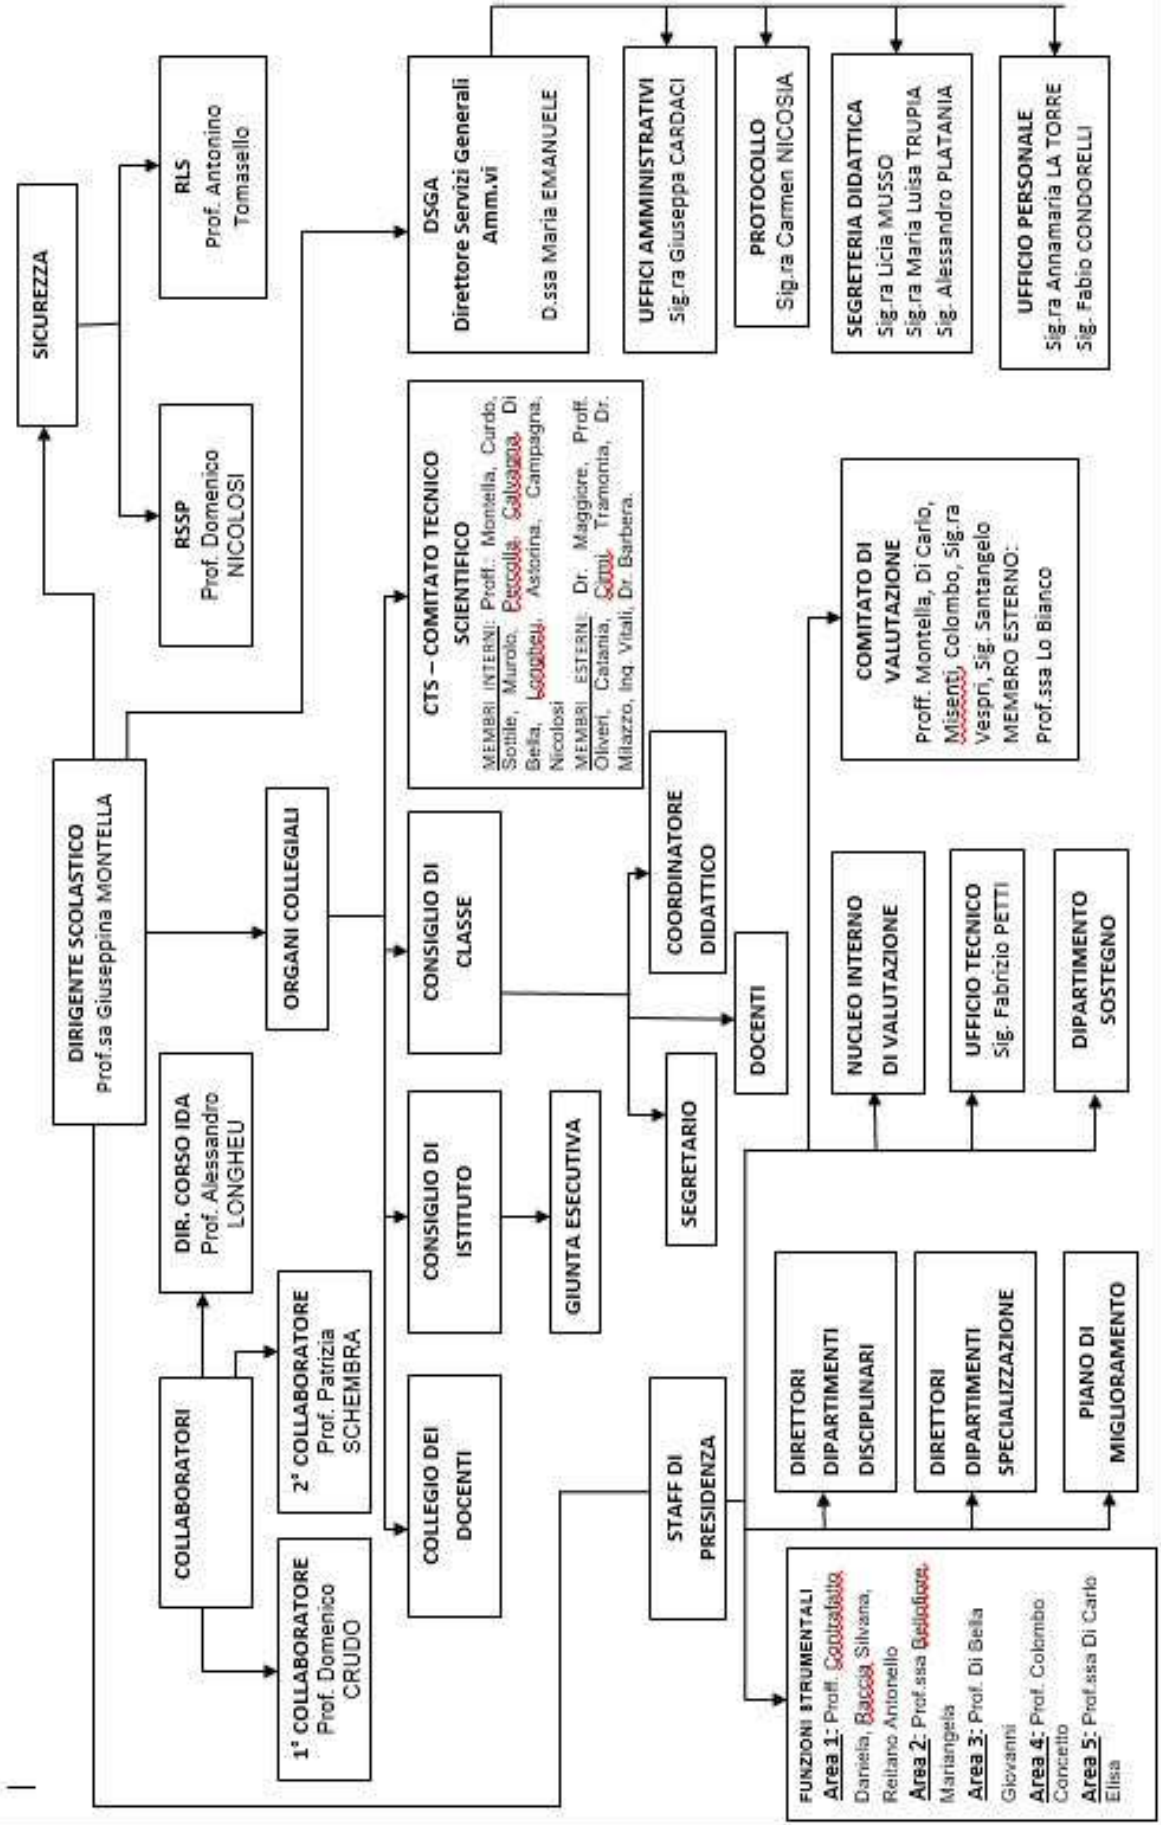 SICUREZZA
RSSP
Prof. Domenico
NICOLOSI
RLS
Prof. Antonino
Tomasello
DIRIGENTE SCOLASTICO
Prof.sa Giuseppina MONTELLA
COLLABORATORI
DIR. CORSO IDA
Prof. Alessandro
LONGHEU
1° COLLABORATORE
Prof. Domenico
CRUDO
2° COLLABORATORE
Prof. Patrizia
SCHEMBRA
ORGANI COLLEGIALI
COLLEGIO DEI
DOCENTI
CONSIGLIO DI
ISTITUTO
CONSIGLIO DI
CLASSE
CTS – COMITATO TECNICO
SCIENTIFICO
MEMBRI INTERNI: Proff.: Montella, Curdo,
Sottile, Murolo, Peccolla, Calvagna, Di
Bella, Longheu, Astorina, Campagna,
Nicolosi
MEMBRI ESTERNI: Dr. Maggiore, Proff.
Oliveri, Catania, Cirmi, Tramonta, Dr.
Milazzo, Ing. Vitali, Dr. Barbera.
DSGA
Direttore Servizi Generali
Amm.vi
D.ssa Maria EMANUELE
GIUNTA ESECUTIVA
UFFICI AMMINISTRATIVI
Sig.ra Giuseppa CARDACI
STAFF DI
PRESIDENZA
SEGRETARIO
COORDINATORE
DIDATTICO
DOCENTI
PROTOCOLLO
Sig.ra Carmen NICOSIA
FUNZIONI STRUMENTALI
Area 1: Proff. Contrafatto
Daniela, Raccia Silvana,
Reitano Antonello
Area 2: Prof.ssa Bellofiore
Mariangela
Area 3: Prof. Di Bella
Giovanni
Area 4: Prof. Colombo
Concetto
Area 5: Prof.ssa Di Carlo
Elisa
DIRETTORI
DIPARTIMENTI
DISCIPLINARI
NUCLEO INTERNO
DI VALUTAZIONE
COMITATO DI
VALUTAZIONE
Proff. Montella, Di Carlo,
Misenti, Colombo, Sig.ra
Vespri, Sig. Santangelo
MEMBRO ESTERNO:
Prof.ssa Lo Bianco
SEGRETERIA DIDATTICA
Sig.ra Licia MUSSO
Sig.ra Maria Luisa TRUPIA
Sig. Alessandro PLATANIA
DIRETTORI
DIPARTIMENTI
SPECIALIZZAZIONE
UFFICIO TECNICO
Sig. Fabrizio PETTI
UFFICIO PERSONALE
Sig.ra Annamaria LA TORRE
Sig. Fabio CONDORELLI
PIANO DI
MIGLIORAMENTO
DIPARTIMENTO
SOSTEGNO